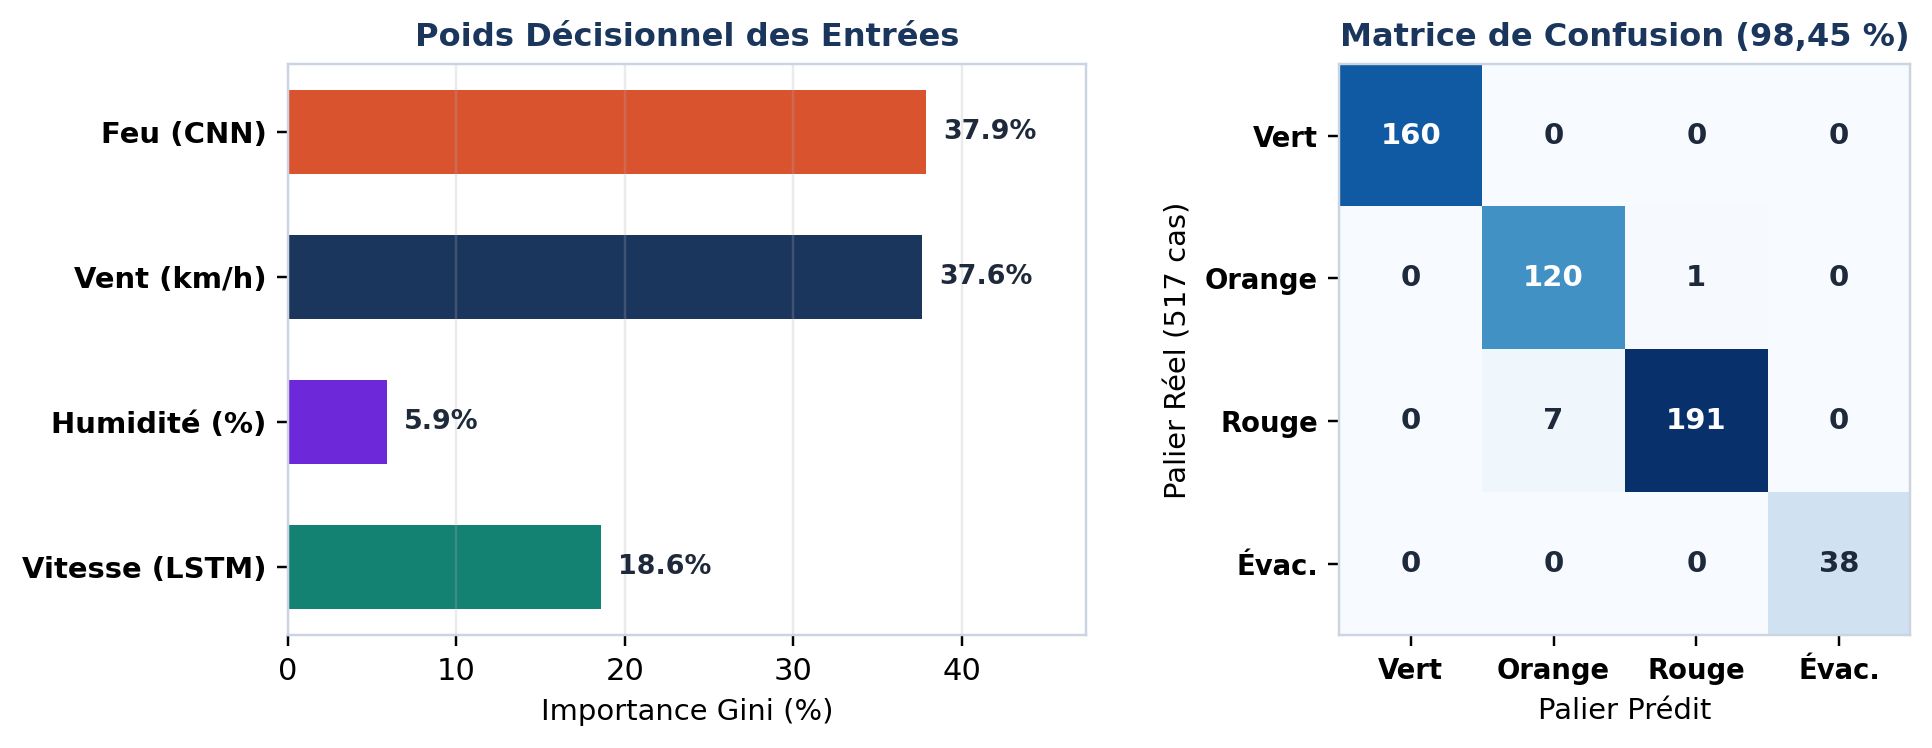 Poids Décisionnel des Entrées
Feu (CNN)
37.9%
Vent (km/h)
37.6%
Humidité (%)
5.9%
Vitesse (LSTM)
18.6%
0 10 20 30 40
Importance Gini (%)
Matrice de Confusion (98,45 %)
Palier Réel (517 cas)
Vert 160 0 0 0
Orange 0 120 1 0
Rouge 0 7 191 0
Évac. 0 0 0 38
Vert Orange Rouge Évac.
Palier Prédit